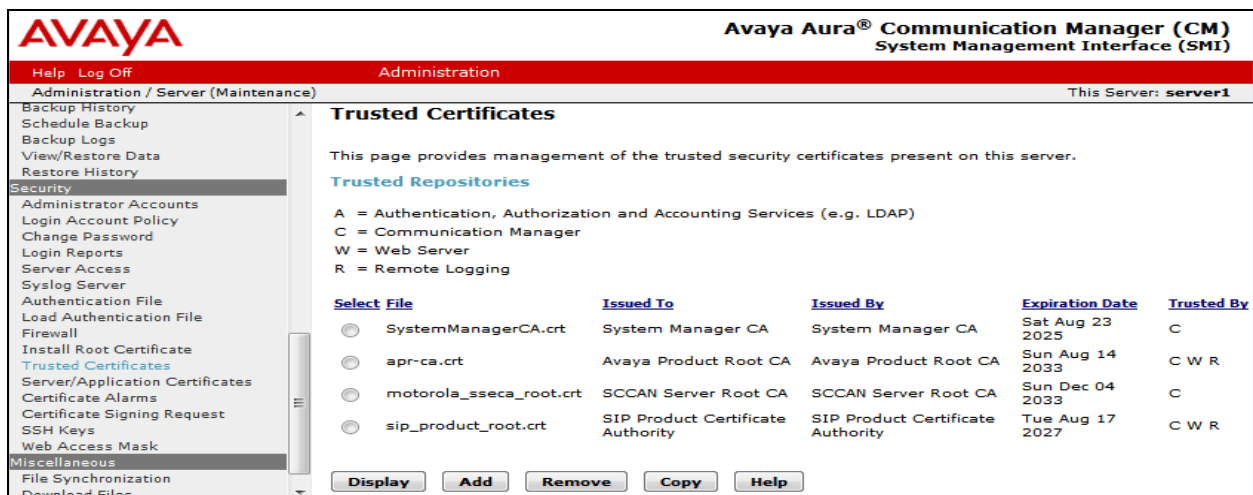 AVAYA
Avaya Aura® Communication Manager (CM)
System Management Interface (SMI)
Help Log Off
Administration
Administration / Server (Maintenance)
This Server: server1
Backup History
Schedule Backup
Backup Logs
View/Restore Data
Restore History
Security
Administrator Accounts
Login Account Policy
Change Password
Login Reports
Server Access
Syslog Server
Authentication File
Load Authentication File
Firewall
Install Root Certificate
Trusted Certificates
Server/Application Certificates
Certificate Alarms
Certificate Signing Request
SSH Keys
Web Access Mask
Miscellaneous
File Synchronization
Download Files
Trusted Certificates
This page provides management of the trusted security certificates present on this server.
Trusted Repositories
A = Authentication, Authorization and Accounting Services (e.g. LDAP)
C = Communication Manager
W = Web Server
R = Remote Logging
Select File Issued To Issued By Expiration Date Trusted By
SystemManagerCA.crt System Manager CA System Manager CA Sat Aug 23 2025 C
apr-ca.crt Avaya Product Root CA Avaya Product Root CA Sun Aug 14 2033 C W R
motorola_sseca_root.crt SCCAN Server Root CA SCCAN Server Root CA Sun Dec 04 2033 C
sip_product_root.crt SIP Product Certificate Authority SIP Product Certificate Authority Tue Aug 17 2027 C W R
Display Add Remove Copy Help